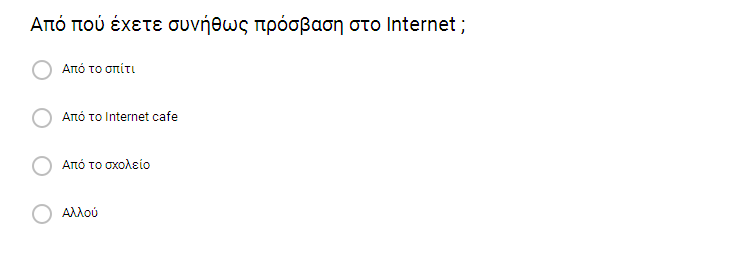 Από πού έχετε συνήθως πρόσβαση στο Internet ;
Από το σπίτι
Από το Internet cafe
Από το σχολείο
Αλλού